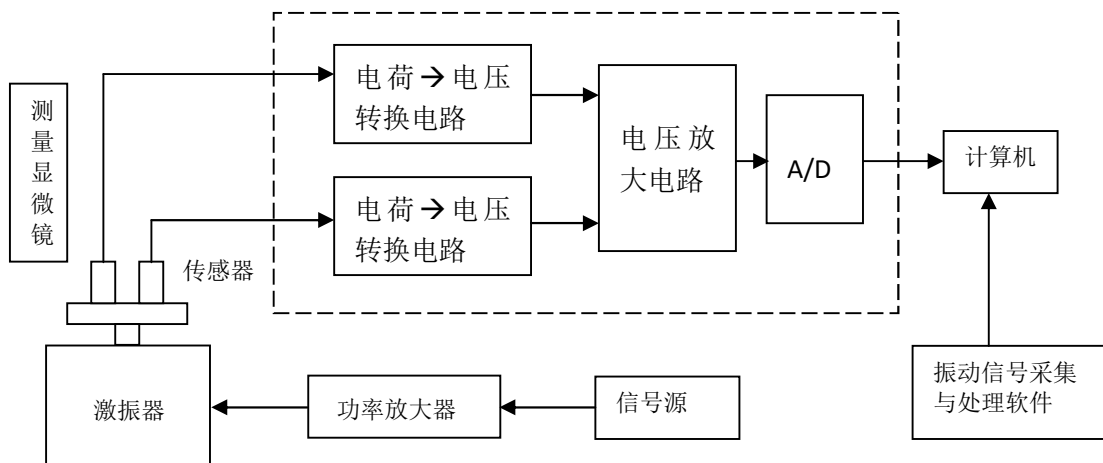 测
量
显
微
镜
传感器
电荷→电压
转换电路
电荷→电压
转换电路
电压放
大电路
A/D
计算机
激振器
功率放大器
信号源
振动信号采集
与处理软件